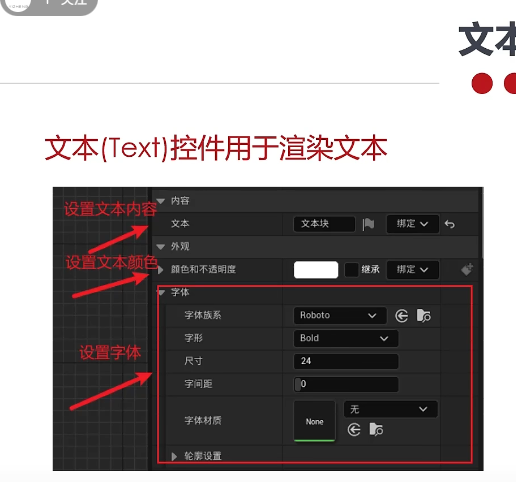 关注
文本
文本(Text)控件用于渲染文本
内容
设置文本内容
文本 文本块 绑定
外观
设置文本颜色
颜色和不透明度 继承 绑定
字体
字体族系 Roboto
字形 Bold
设置字体
尺寸 24
字间距 0
字体材质 None 无
轮廓设置